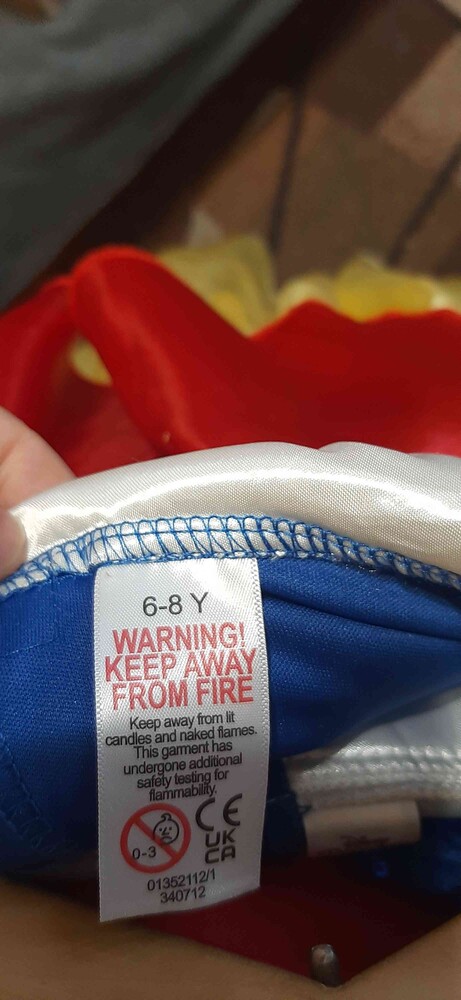 6-8 Y
WARNING!
KEEP AWAY
FROM FIRE
Keep away from lit
candles and naked flames.
This garment has
undergone additional
safety testing for
flammability.
0-3
CE
UK
CA
01352112/1
340712